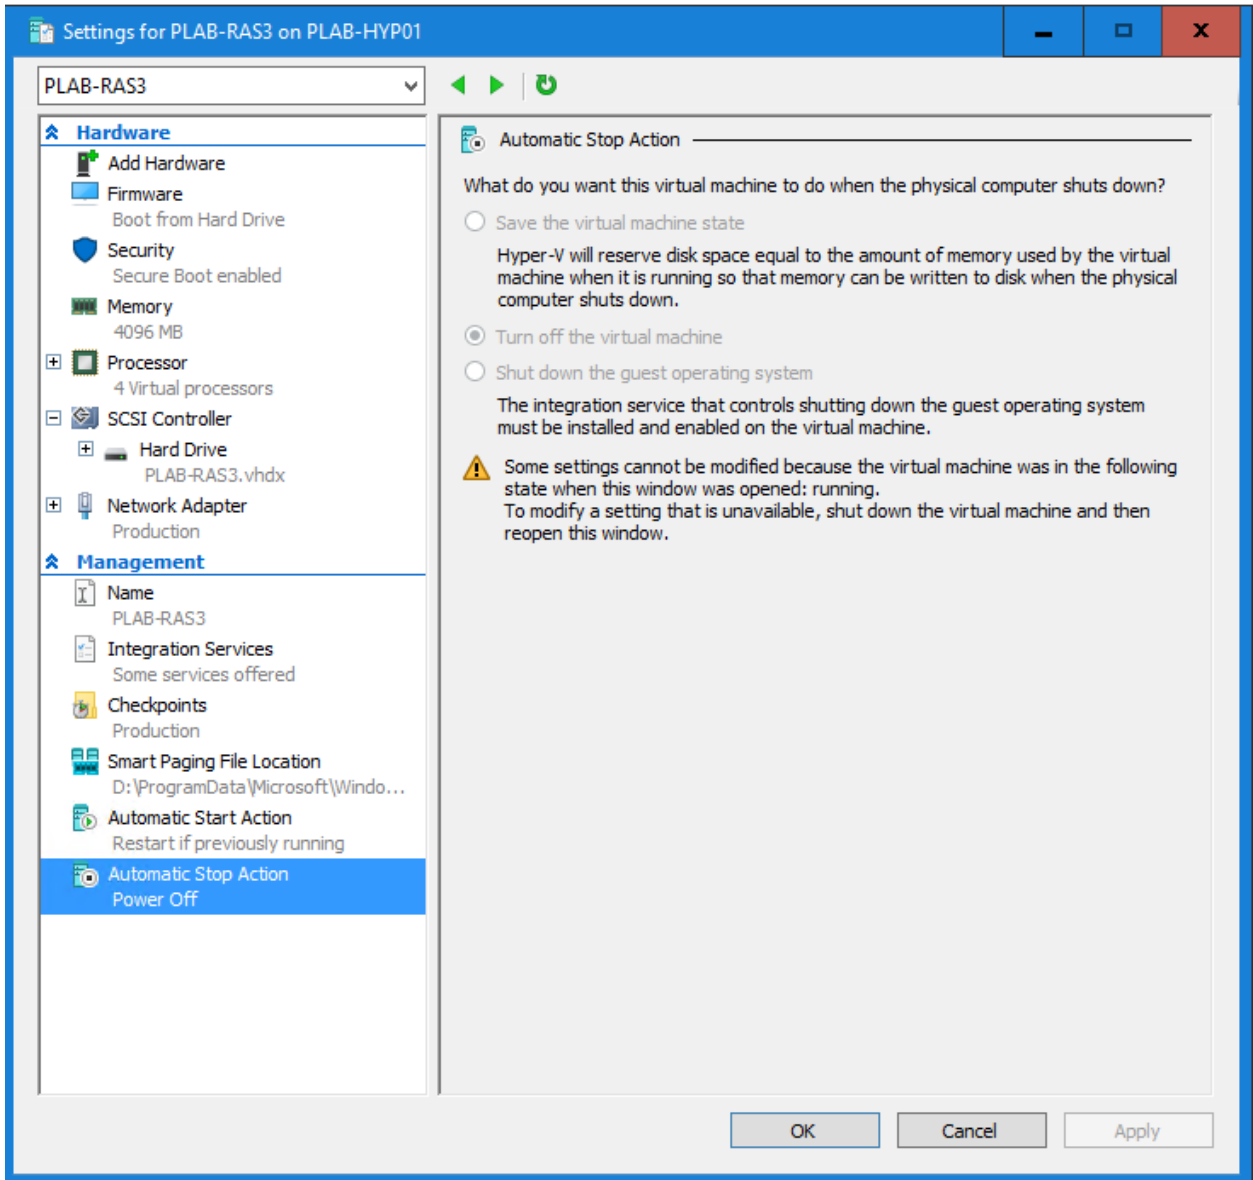 Settings for PLAB-RAS3 on PLAB-HYP01
PLAB-RAS3
Hardware
Add Hardware
Firmware
Boot from Hard Drive
Security
Secure Boot enabled
Memory
4096 MB
Processor
4 Virtual processors
SCSI Controller
Hard Drive
PLAB-RAS3.vhdx
Network Adapter
Production
Management
Name
PLAB-RAS3
Integration Services
Some services offered
Checkpoints
Production
Smart Paging File Location
D:\ProgramData\Microsoft\Windo...
Automatic Start Action
Restart if previously running
Automatic Stop Action
Power Off
Automatic Stop Action
What do you want this virtual machine to do when the physical computer shuts down?
Save the virtual machine state
Hyper-V will reserve disk space equal to the amount of memory used by the virtual
machine when it is running so that memory can be written to disk when the physical
computer shuts down.
Turn off the virtual machine
Shut down the guest operating system
The integration service that controls shutting down the guest operating system
must be installed and enabled on the virtual machine.
Some settings cannot be modified because the virtual machine was in the following
state when this window was opened: running.
To modify a setting that is unavailable, shut down the virtual machine and then
reopen this window.
OK
Cancel
Apply